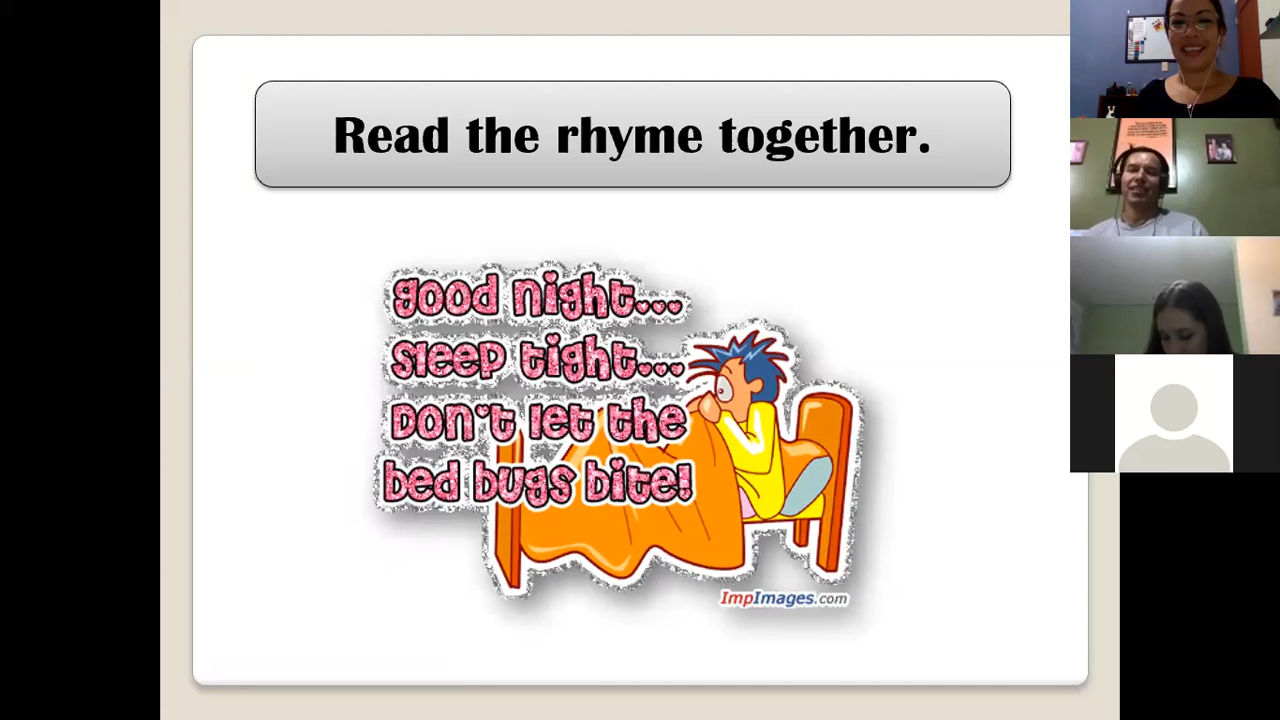 Read the rhyme together.
good night...
sleep tight...
Don't let the
bed bugs bite!
ImpImages.com